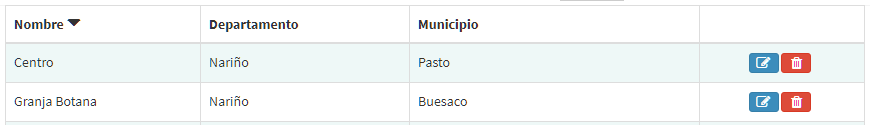 Nombre Departamento Municipio
Centro Nariño Pasto
Granja Botana Nariño Buesaco